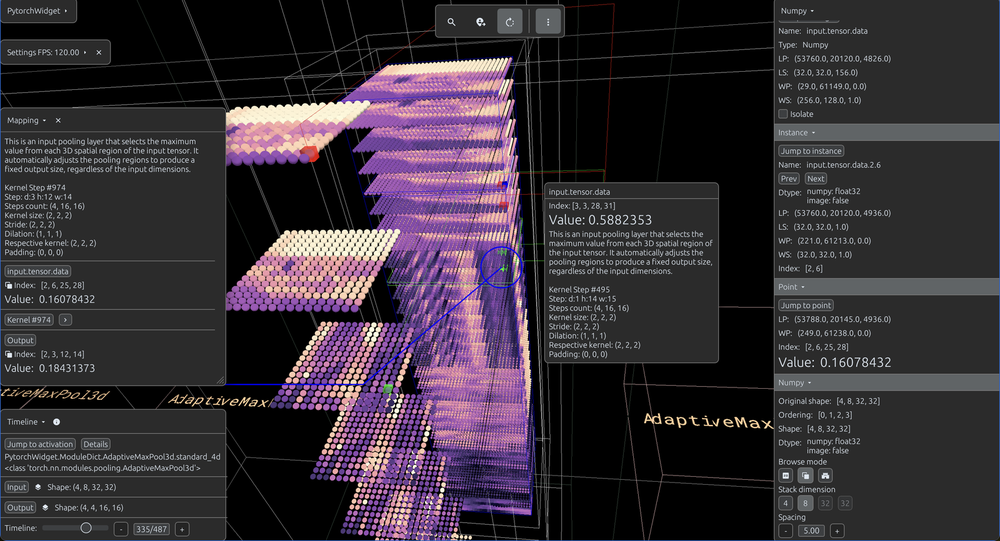 PytorchWidget
Settings FPS: 120.00
Mapping
This is an input pooling layer that selects the maximum
value from each 3D spatial region of the input tensor. It
automatically adjusts the pooling regions to produce a
fixed output size, regardless of the input dimensions.
Kernel Step #974
Step: d:3 h:12 w:14
Steps count: (4, 16, 16)
Kernel size: (2, 2, 2)
Stride: (2, 2, 2)
Dilation: (1, 1, 1)
Respective kernel: (2, 2, 2)
Padding: (0, 0, 0)
input.tensor.data
Index: [2, 6, 25, 28]
Value: 0.16078432
Kernel #974 >
Output
Index: [2, 3, 12, 14]
Value: 0.18431373
Timeline
Jump to activation Details
PytorchWidget.ModuleDict.AdaptiveMaxPool3d.standard_4d
<class 'torch.nn.modules.pooling.AdaptiveMaxPool3d'>
Input Shape: (4, 8, 32, 32)
Output Shape: (4, 4, 16, 16)
Timeline: - 335/487 +
tiveMaxPool3d
AdaptiveMax
AdaptiveMax
input.tensor.data
Index: [3, 3, 28, 31]
Value: 0.5882353
This is an input pooling layer that selects the
maximum value from each 3D spatial region of
the input tensor. It automatically adjusts the
pooling regions to produce a fixed output size,
regardless of the input dimensions.
Kernel Step #495
Step: d:1 h:14 w:15
Steps count: (4, 16, 16)
Kernel size: (2, 2, 2)
Stride: (2, 2, 2)
Dilation: (1, 1, 1)
Respective kernel: (2, 2, 2)
Padding: (0, 0, 0)
Numpy
Name: input.tensor.data
Type: Numpy
LP: (53760.0, 20120.0, 4826.0)
LS: (32.0, 32.0, 156.0)
WP: (29.0, 61149.0, 0.0)
WS: (256.0, 128.0, 1.0)
Isolate
Instance
Jump to instance
Name: input.tensor.data.2.6
Prev Next
Dtype: numpy: float32
image: false
LP: (53760.0, 20120.0, 4936.0)
LS: (32.0, 32.0, 1.0)
WP: (221.0, 61213.0, 0.0)
WS: (32.0, 32.0, 1.0)
Index: [2, 6]
Point
Jump to point
LP: (53788.0, 20145.0, 4936.0)
WP: (249.0, 61238.0, 0.0)
Index: [2, 6, 25, 28]
Value: 0.16078432
Numpy
Original shape: [4, 8, 32, 32]
Ordering: [0, 1, 2, 3]
Shape: [4, 8, 32, 32]
Dtype: numpy: float32
image: false
Browse mode
Stack dimension
4 8 32 32
Spacing
- 5.00 +